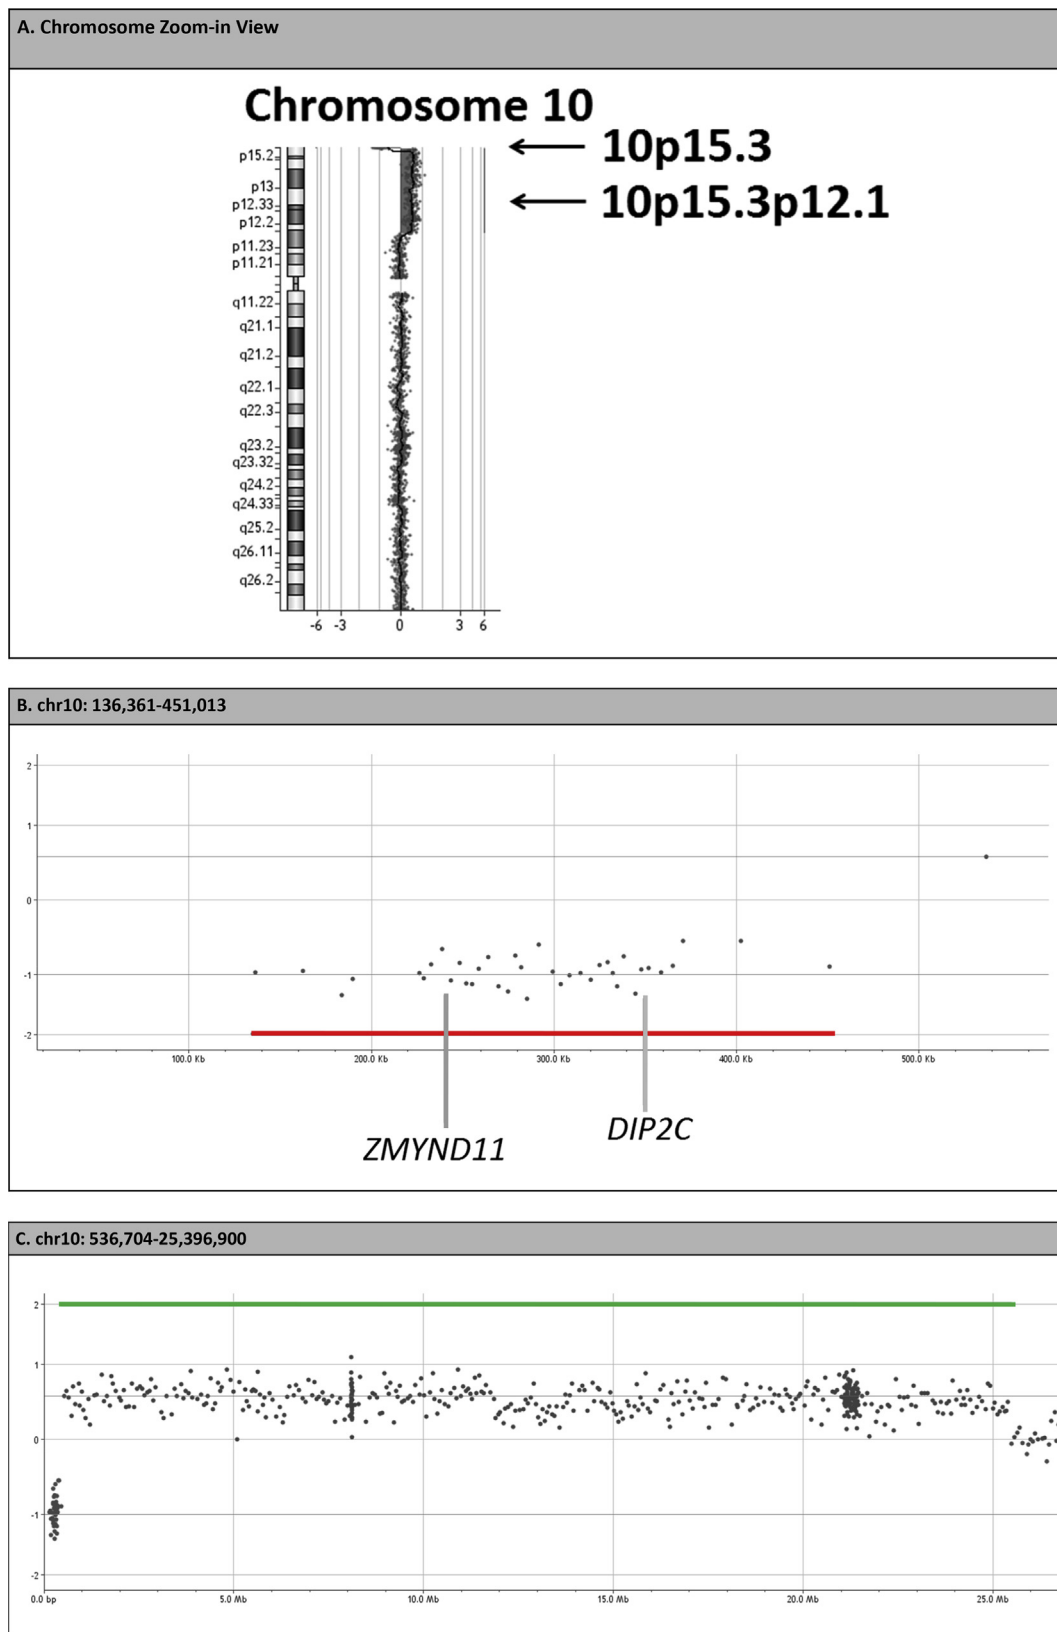 A. Chromosome Zoom-in View
Chromosome 10
10p15.3
10p15.3p12.1
p15.2
p13
p12.33
p12.2
p11.23
p11.21
q11.22
q21.1
q21.2
q22.1
q22.3
q23.2
q23.32
q24.2
q24.33
q25.2
q26.11
q26.2
-6 -3 0 3 6
B. chr10: 136,361-451,013
2
1
0
-1
-2
100.0 Kb 200.0 Kb 300.0 Kb 400.0 Kb 500.0 Kb
ZMYND11
DIP2C
C. chr10: 536,704-25,396,900
2
1
0
-1
-2
0.0 bp 5.0 Mb 10.0 Mb 15.0 Mb 20.0 Mb 25.0 Mb